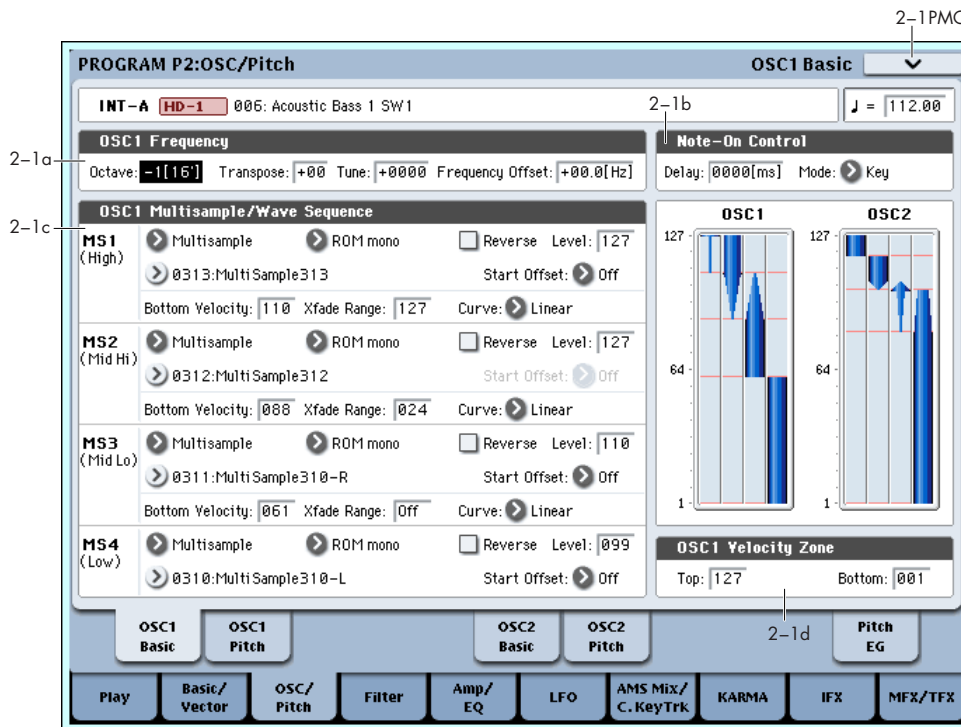 2–1PMC
PROGRAM P2:OSC/Pitch OSC1 Basic
INT-A HD-1 006: Acoustic Bass 1 SW1 ♩ = 112.00
2–1b
OSC1 Frequency Note-On Control
2–1a
Octave: -1[16'] Transpose: +00 Tune: +0000 Frequency Offset: +00.0[Hz] Delay: 0000[ms] Mode: Key
OSC1 Multisample/Wave Sequence OSC1 OSC2
2–1c
MS1 (High) Multisample ROM mono Reverse Level: 127
0313:MultiSample313 Start Offset: Off
Bottom Velocity: 110 Xfade Range: 127 Curve: Linear
MS2 (Mid Hi) Multisample ROM mono Reverse Level: 127
0312:MultiSample312 Start Offset: Off
Bottom Velocity: 088 Xfade Range: 024 Curve: Linear
MS3 (Mid Lo) Multisample ROM mono Reverse Level: 110
0311:MultiSample310-R Start Offset: Off
Bottom Velocity: 061 Xfade Range: Off Curve: Linear
MS4 (Low) Multisample ROM mono Reverse Level: 099
0310:MultiSample310-L Start Offset: Off
127 127
64 64
1 1
OSC1 Velocity Zone
Top: 127 Bottom: 001
2–1d
OSC1 Basic OSC1 Pitch OSC2 Basic OSC2 Pitch Pitch EG
Play Basic/ Vector OSC/ Pitch Filter Amp/ EQ LFO AMS Mix/ C.KeyTrk KARMA IFX MFX/TFX